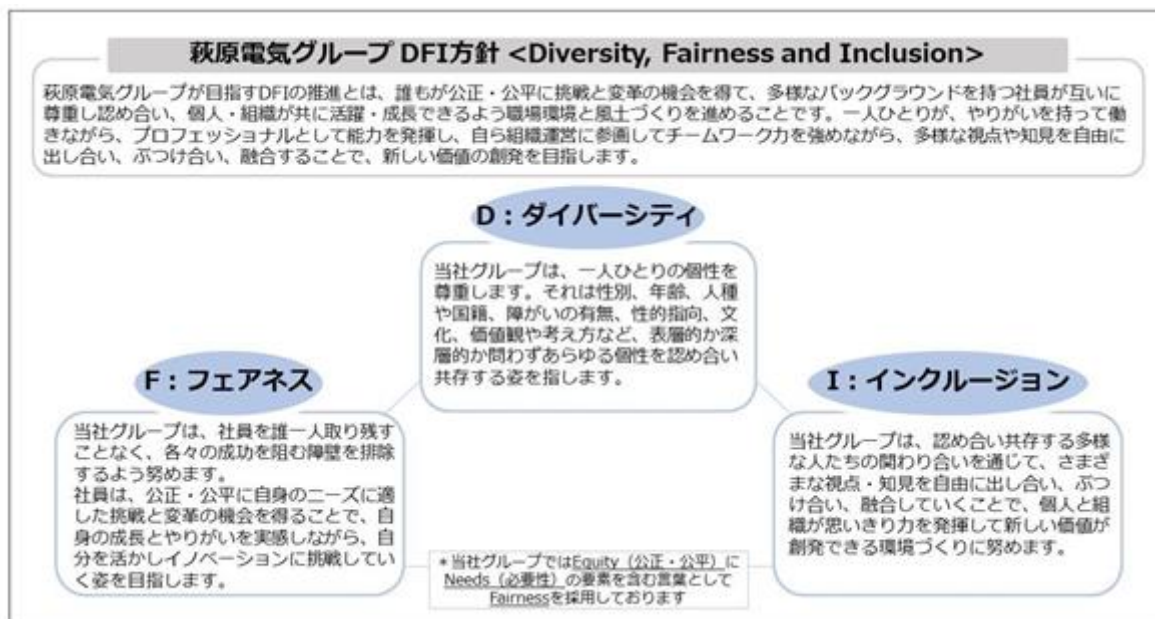 萩原電気グループ DFI方針 <Diversity, Fairness and Inclusion>
萩原電気グループが目指すDFIの推進とは、誰もが公正・公平に挑戦と変革の機会を得て、多様なバックグラウンドを持つ社員が互いに
尊重し認め合い、個人・組織が共に活躍・成長できるよう職場環境と風土づくりを進めることです。一人ひとりが、やりがいを持って働
きながら、プロフェッショナルとして能力を発揮し、自ら組織運営に参画してチームワーク力を強めながら、多様な視点や知見を自由に
出し合い、ぶつけ合い、融合することで、新しい価値の創発を目指します。
D：ダイバーシティ
当社グループは、一人ひとりの個性を
尊重します。それは性別、年齢、人種
や国籍、障がいの有無、性的指向、文
化、価値観や考え方など、表層的か深
層的か問わずあらゆる個性を認め合い
共存する姿を指します。
F：フェアネス
当社グループは、社員を誰一人取り残す
ことなく、各々の成功を阻む障壁を排除
するよう努めます。
社員は、公正・公平に自身のニーズに適
した挑戦と変革の機会を得ることで、自
身の成長とやりがいを実感しながら、自
分を活かしイノベーションに挑戦してい
く姿を目指します。
I：インクルージョン
当社グループは、認め合い共存する多様
な人たちの関わり合いを通じて、さまざ
まな視点・知見を自由に出し合い、ぶつ
け合い、融合していくことで、個人と組
織が思いきり力を発揮して新しい価値が
創発できる環境づくりに努めます。
＊当社グループではEquity（公正・公平）に
Needs（必要性）の要素を含む言葉として
Fairnessを採用しております